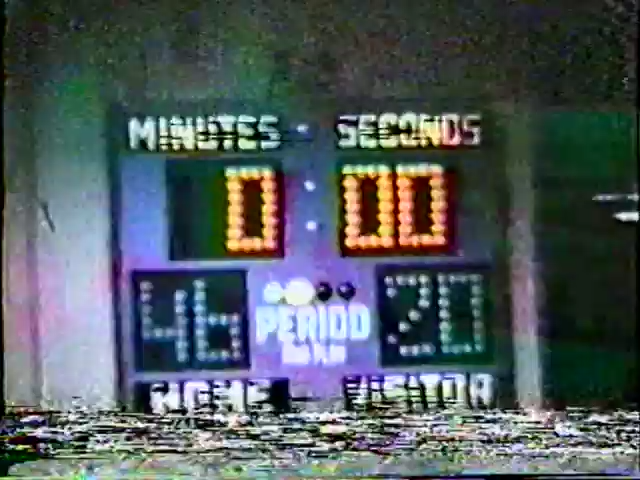 MINUTES : SECONDS
0:00
46 20
PERIOD
HOME VISITOR